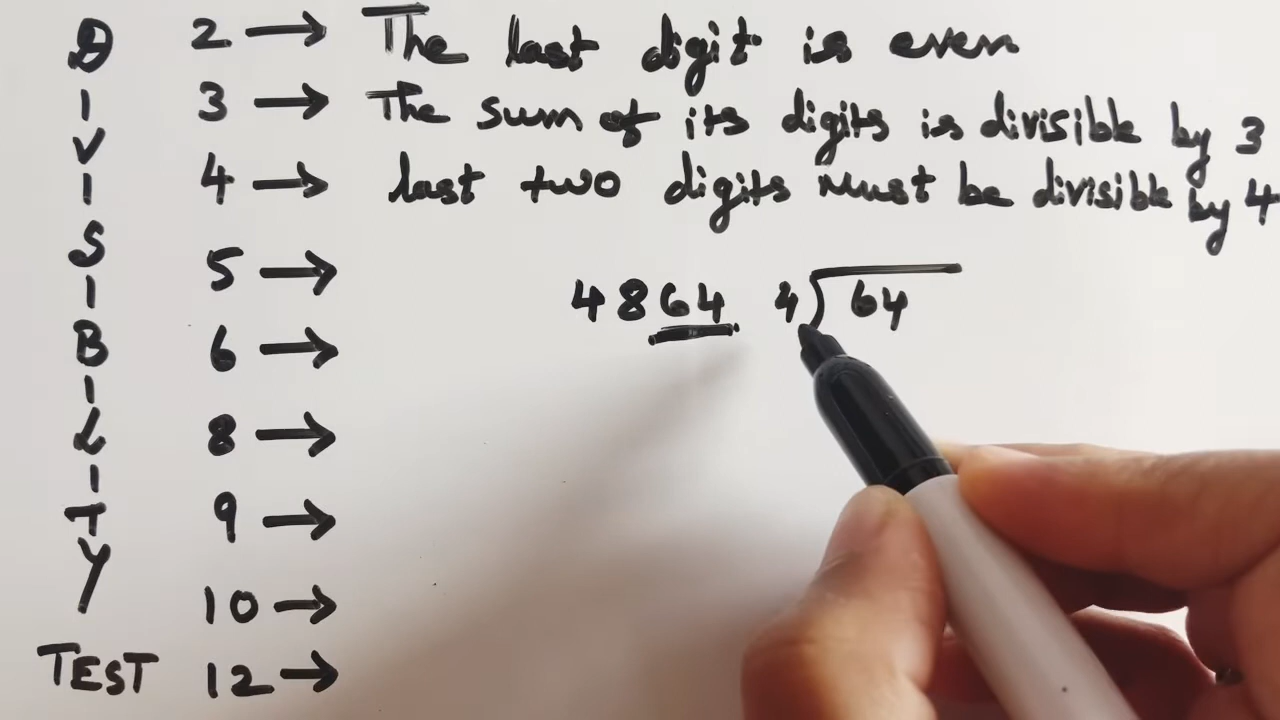 DIVISIBILITY
TEST
2 → The last digit is even
3 → The sum of its digits is divisible by 3
4 → last two digits must be divisible by 4
4864 4)64
5 →
6 →
8 →
9 →
10 →
12 →